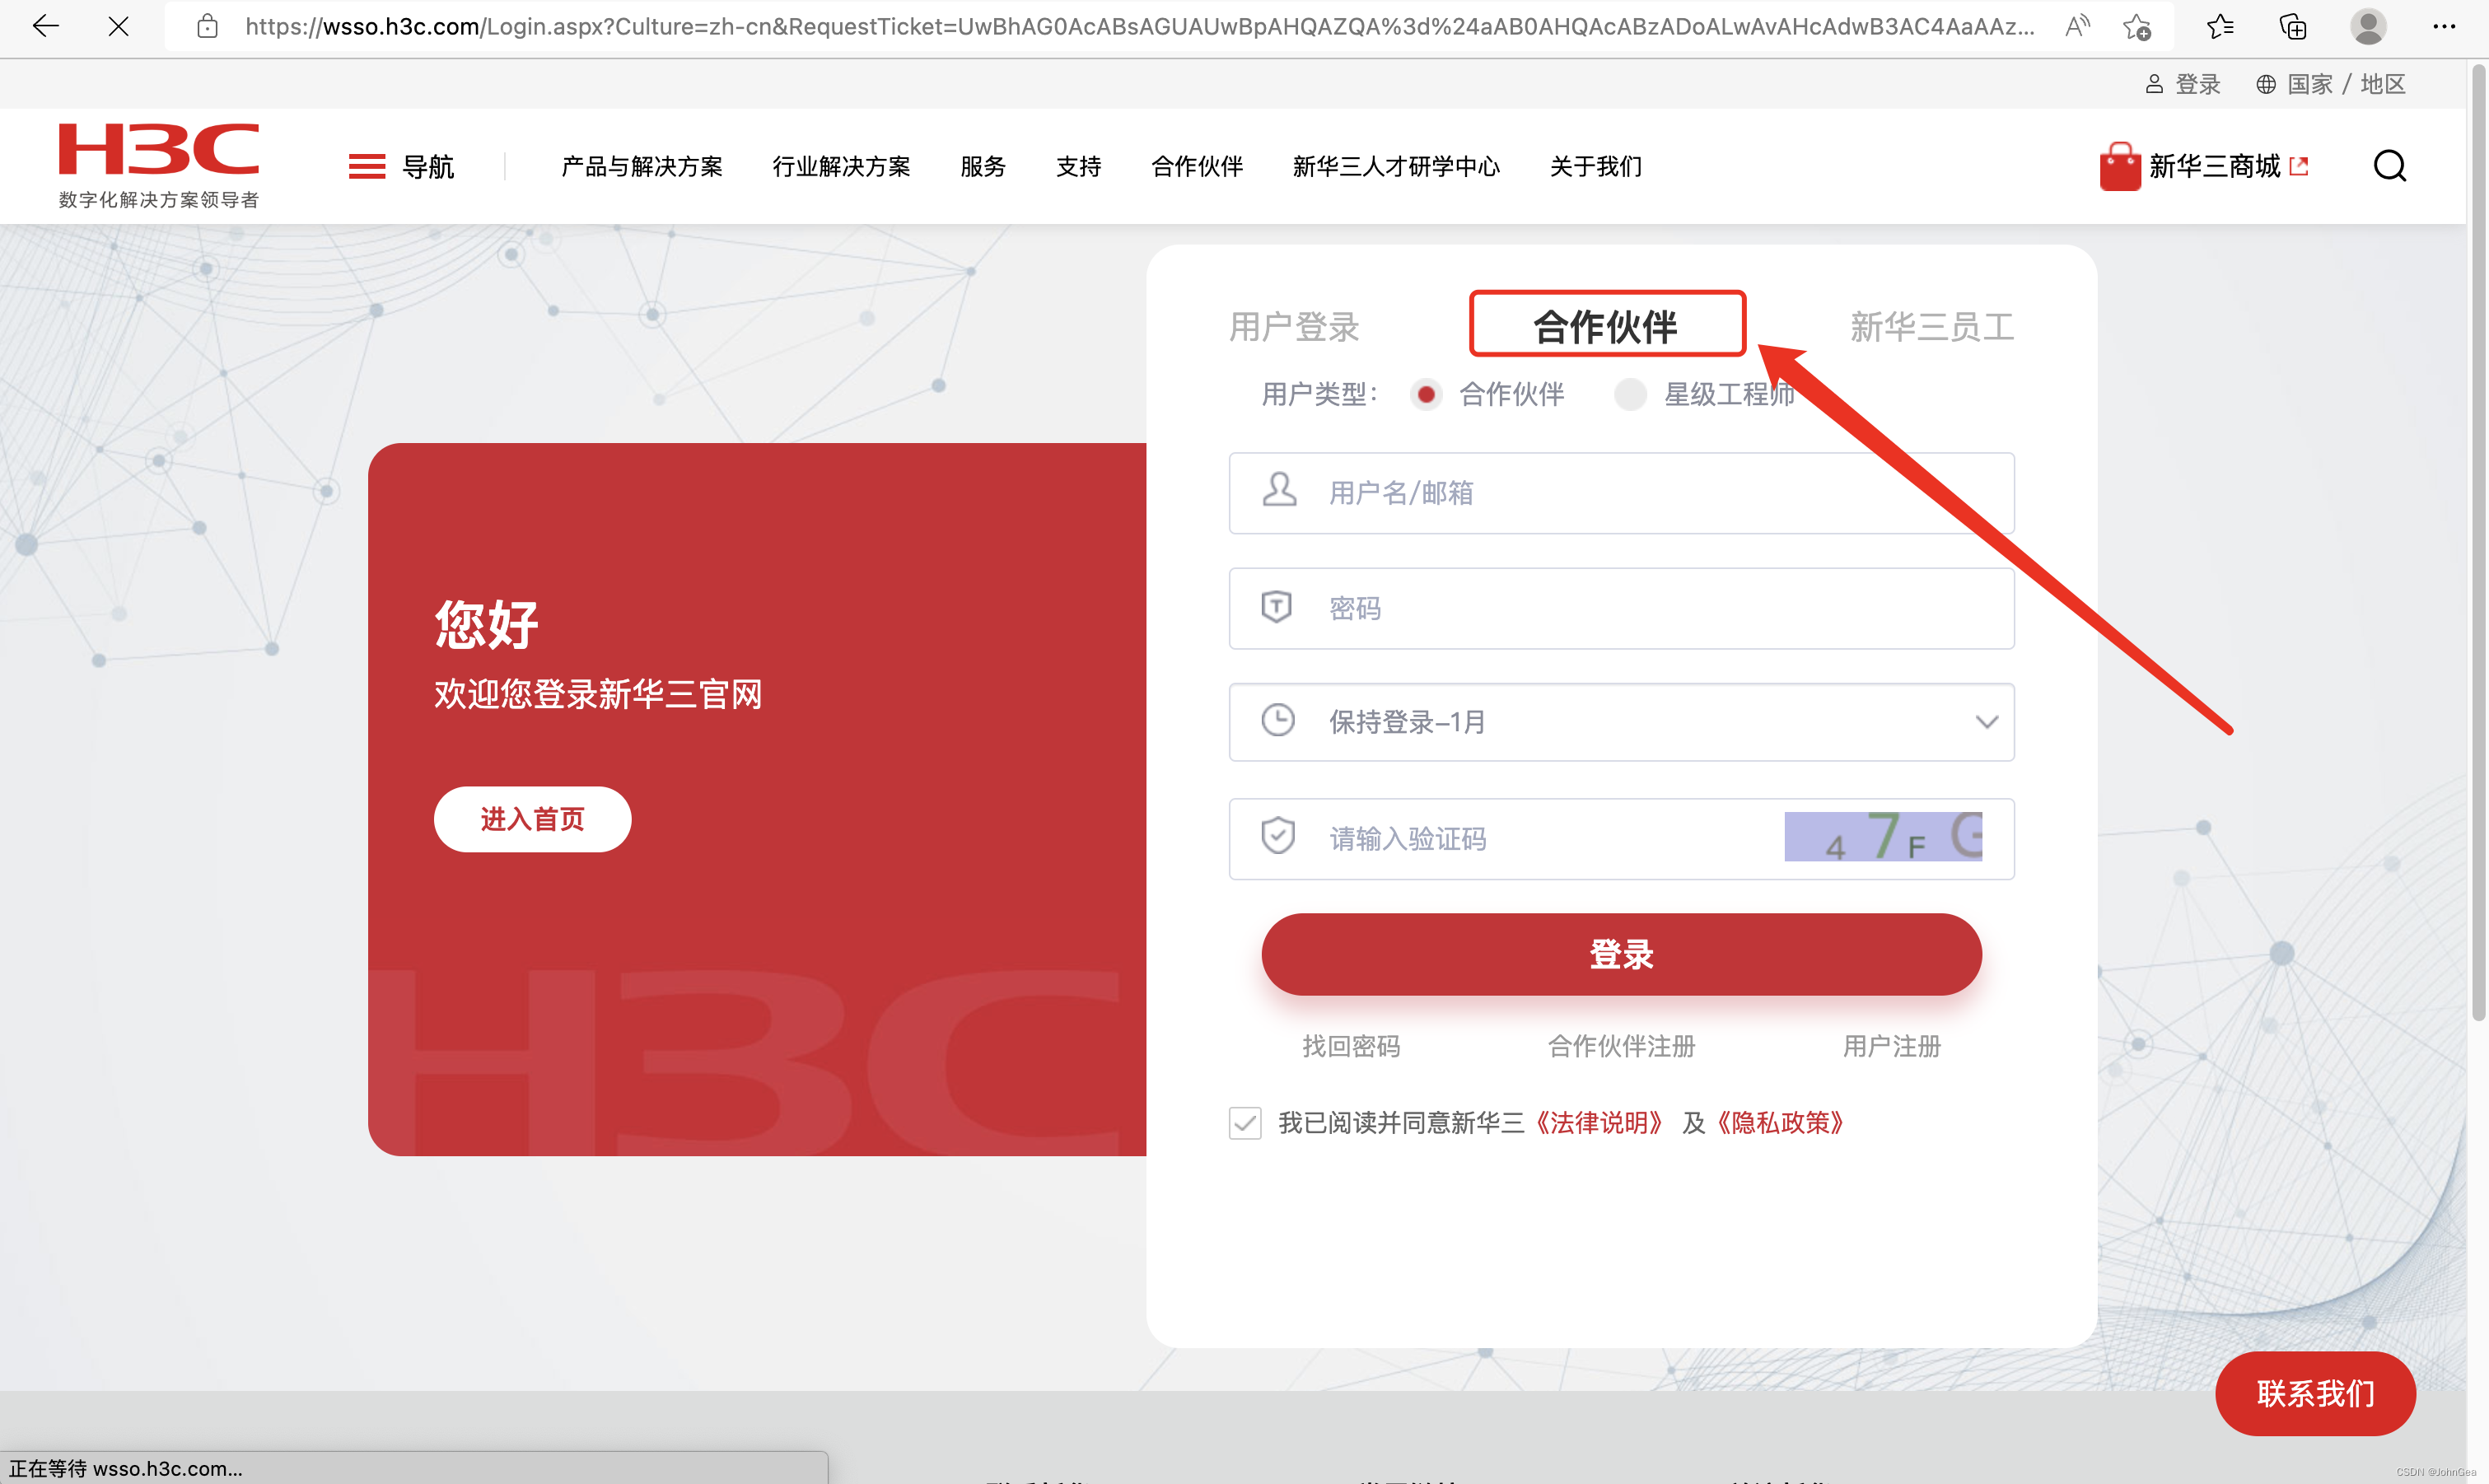 https://wsso.h3c.com/Login.aspx?Culture=zh-cn&RequestTicket=UwBhAG0AcABsAGUAUwBpAHQAZQA%3d%24aAB0AHQAcABzADoALwAvAHcAdwB3AC4AaAAz...
登录 国家 / 地区
H3C
数字化解决方案领导者
导航 产品与解决方案 行业解决方案 服务 支持 合作伙伴 新华三人才研学中心 关于我们 新华三商城
用户登录 合作伙伴 新华三员工
用户类型： 合作伙伴 星级工程师
用户名/邮箱
密码
您好
欢迎您登录新华三官网
保持登录–1月
进入首页
请输入验证码 4 7 F G
登录
H3C
找回密码 合作伙伴注册 用户注册
我已阅读并同意新华三《法律说明》 及《隐私政策》
联系我们
正在等待 wsso.h3c.com...
CSDN @JohnGea